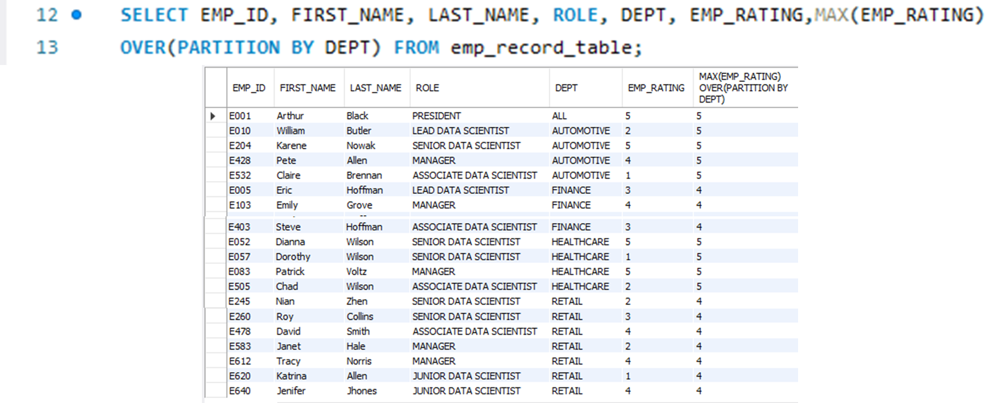 12 SELECT EMP_ID, FIRST_NAME, LAST_NAME, ROLE, DEPT, EMP_RATING,MAX(EMP_RATING)
13 OVER(PARTITION BY DEPT) FROM emp_record_table;
EMP_ID FIRST_NAME LAST_NAME ROLE DEPT EMP_RATING MAX(EMP_RATING)
OVER(PARTITION BY
DEPT)
E001 Arthur Black PRESIDENT ALL 5 5
E010 William Butler LEAD DATA SCIENTIST AUTOMOTIVE 2 5
E204 Karene Nowak SENIOR DATA SCIENTIST AUTOMOTIVE 5 5
E428 Pete Allen MANAGER AUTOMOTIVE 4 5
E532 Claire Brennan ASSOCIATE DATA SCIENTIST AUTOMOTIVE 1 5
E005 Eric Hoffman LEAD DATA SCIENTIST FINANCE 3 4
E103 Emily Grove MANAGER FINANCE 4 4
E403 Steve Hoffman ASSOCIATE DATA SCIENTIST FINANCE 3 4
E052 Dianna Wilson SENIOR DATA SCIENTIST HEALTHCARE 5 5
E057 Dorothy Wilson SENIOR DATA SCIENTIST HEALTHCARE 1 5
E083 Patrick Voltz MANAGER HEALTHCARE 5 5
E505 Chad Wilson ASSOCIATE DATA SCIENTIST HEALTHCARE 2 5
E245 Nian Zhen SENIOR DATA SCIENTIST RETAIL 2 4
E260 Roy Collins SENIOR DATA SCIENTIST RETAIL 3 4
E478 David Smith ASSOCIATE DATA SCIENTIST RETAIL 4 4
E583 Janet Hale MANAGER RETAIL 2 4
E612 Tracy Norris MANAGER RETAIL 4 4
E620 Katrina Allen JUNIOR DATA SCIENTIST RETAIL 1 4
E640 Jenifer Jhones JUNIOR DATA SCIENTIST RETAIL 4 4